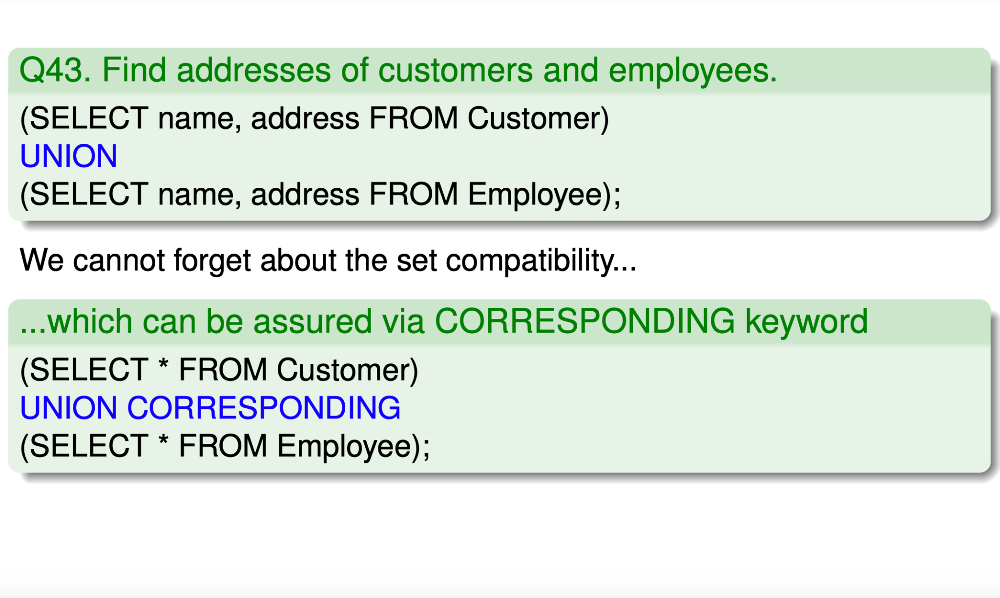 Q43. Find addresses of customers and employees.
(SELECT name, address FROM Customer)
UNION
(SELECT name, address FROM Employee);
We cannot forget about the set compatibility...
...which can be assured via CORRESPONDING keyword
(SELECT * FROM Customer)
UNION CORRESPONDING
(SELECT * FROM Employee);